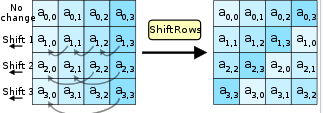 No
change a0,0 a0,1 a0,2 a0,3 ShiftRows a0,0 a0,1 a0,2 a0,3
Shift 1 a1,0 a1,1 a1,2 a1,3 a1,1 a1,2 a1,3 a1,0
Shift 2 a2,0 a2,1 a2,2 a2,3 a2,2 a2,3 a2,0 a2,1
Shift 3 a3,0 a3,1 a3,2 a3,3 a3,3 a3,0 a3,1 a3,2